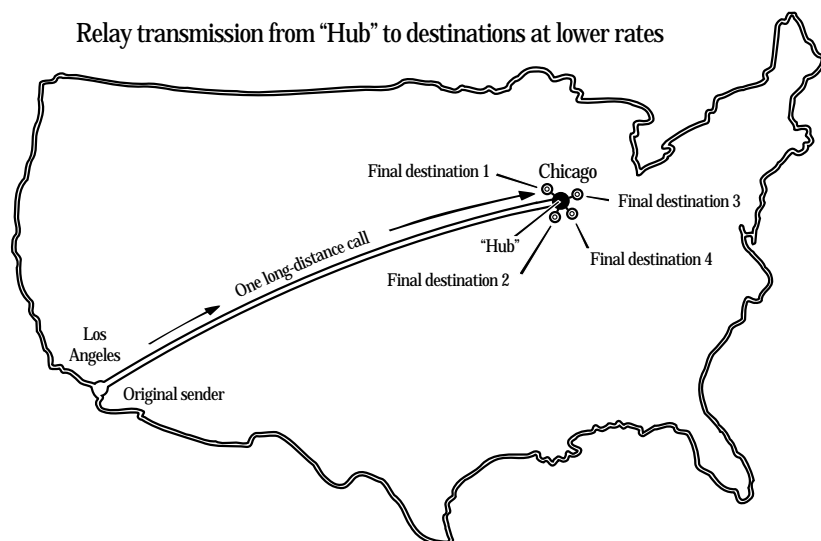 Relay transmission from “Hub” to destinations at lower rates
Final destination 1
Chicago
Final destination 3
“Hub”
Final destination 4
Final destination 2
One long-distance call
Los
Angeles
Original sender